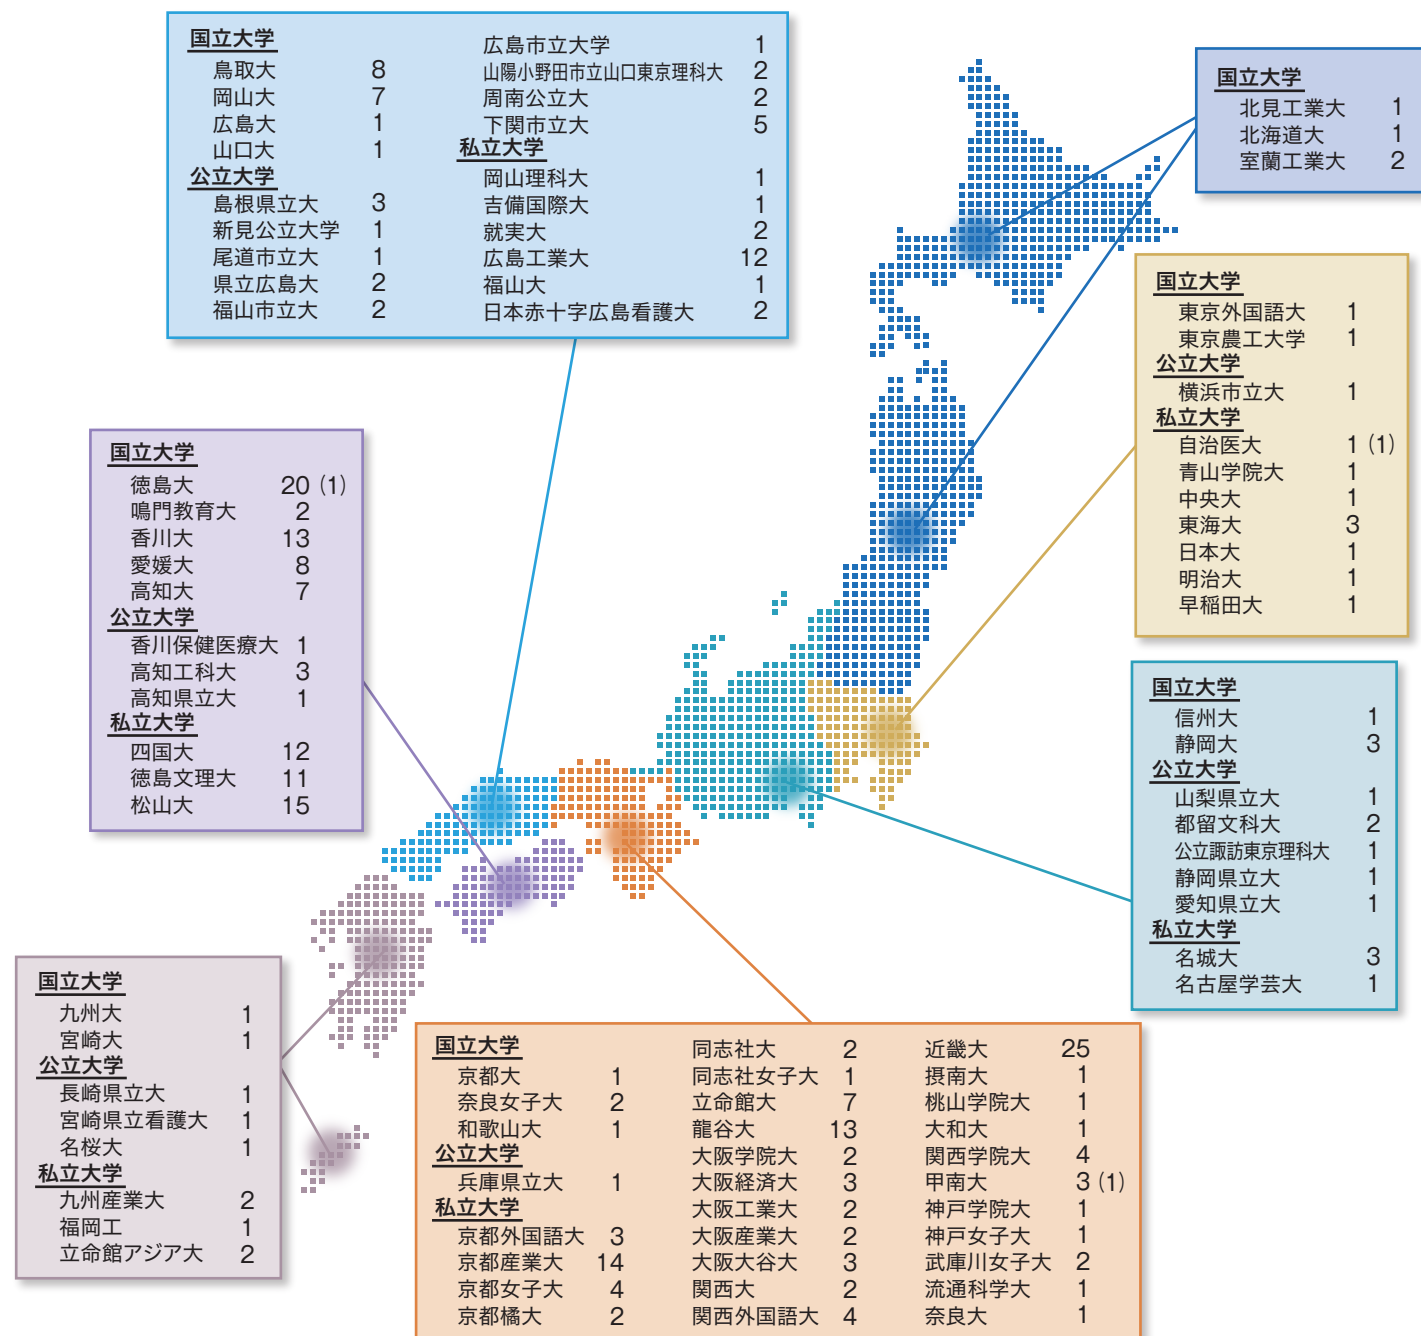 国立大学
鳥取大 8
岡山大 7
広島大 1
山口大 1
公立大学
島根県立大 3
新見公立大学 1
尾道市立大 1
県立広島大 2
福山市立大 2
広島市立大学 1
山陽小野田市立山口東京理科大 2
周南公立大 2
下関市立大 5
私立大学
岡山理科大 1
吉備国際大 1
就実大 2
広島工業大 12
福山大 1
日本赤十字広島看護大 2
国立大学
北見工業大 1
北海道大 1
室蘭工業大 2
国立大学
東京外国語大 1
東京農工大学 1
公立大学
横浜市立大 1
私立大学
自治医大 1 (1)
青山学院大 1
中央大 1
東海大 3
日本大 1
明治大 1
早稲田大 1
国立大学
徳島大 20 (1)
鳴門教育大 2
香川大 13
愛媛大 8
高知大 7
公立大学
香川保健医療大 1
高知工科大 3
高知県立大 1
私立大学
四国大 12
徳島文理大 11
松山大 15
国立大学
信州大 1
静岡大 3
公立大学
山梨県立大 1
都留文科大 2
公立諏訪東京理科大 1
静岡県立大 1
愛知県立大 1
私立大学
名城大 3
名古屋学芸大 1
国立大学
九州大 1
宮崎大 1
公立大学
長崎県立大 1
宮崎県立看護大 1
名桜大 1
私立大学
九州産業大 2
福岡工 1
立命館アジア大 2
国立大学
京都大 1
奈良女子大 2
和歌山大 1
公立大学
兵庫県立大 1
私立大学
京都外国語大 3
京都産業大 14
京都女子大 4
京都橘大 2
同志社大 2
同志社女子大 1
立命館大 7
龍谷大 13
大阪学院大 2
大阪経済大 3
大阪工業大 2
大阪産業大 2
大阪大谷大 3
関西大 2
関西外国語大 4
近畿大 25
摂南大 1
桃山学院大 1
大和大 1
関西学院大 4
甲南大 3 (1)
神戸学院大 1
神戸女子大 1
武庫川女子大 2
流通科学大 1
奈良大 1